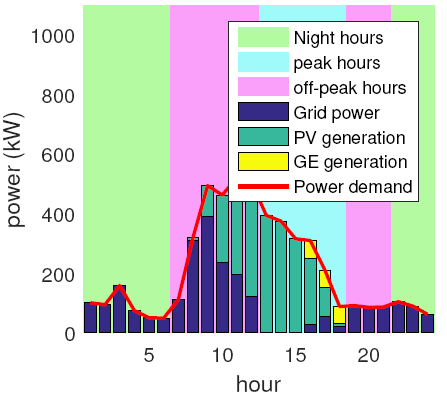 1000
800
600
400
200
0
power (kW)
Night hours
peak hours
off-peak hours
Grid power
PV generation
GE generation
Power demand
5 10 15 20
hour